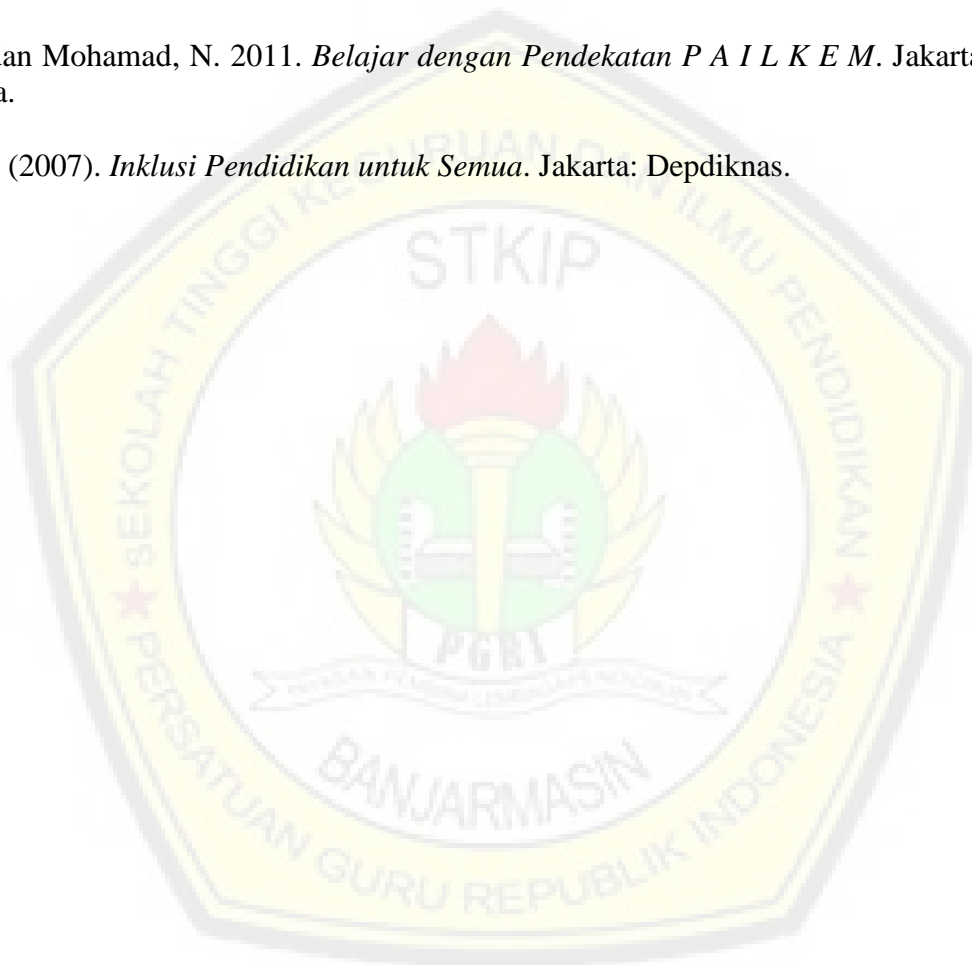 dan Mohamad, N. 2011. Belajar dengan Pendekatan P A I L K E M. Jakarta
a.
(2007). Inklusi Pendidikan untuk Semua. Jakarta: Depdiknas.
SEKOLAH TINGGI KEGURUAN DAN ILMU PENDIDIKAN
STKIP
PGRI
BANJARMASIN
PERSATUAN GURU REPUBLIK INDONESIA